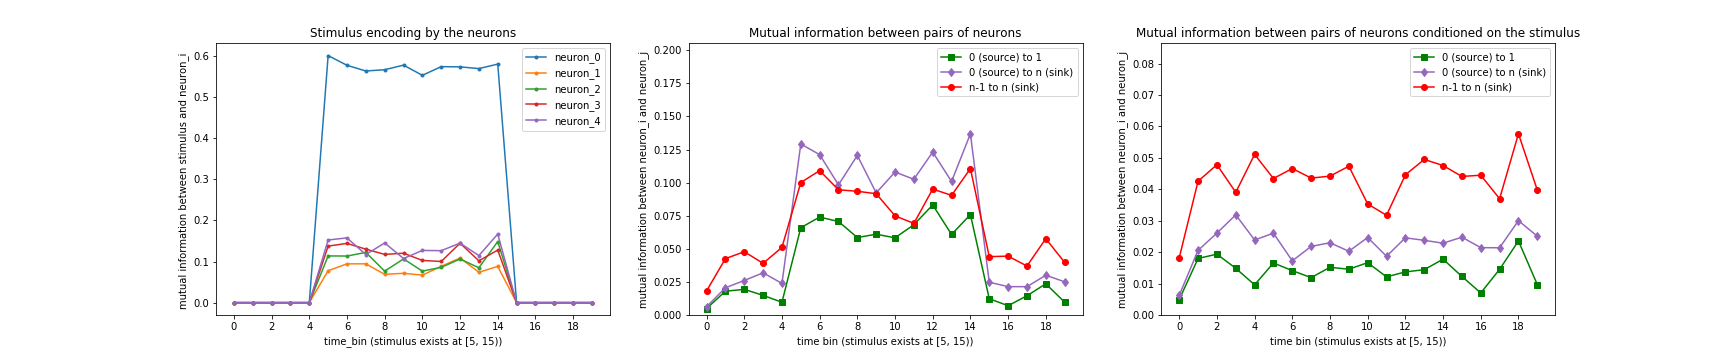 Stimulus encoding by the neurons
mutual information between stimulus and neuron_i
0.6
0.5
0.4
0.3
0.2
0.1
0.0
neuron_0
neuron_1
neuron_2
neuron_3
neuron_4
0 2 4 6 8 10 12 14 16 18
time_bin (stimulus exists at [5, 15))
Mutual information between pairs of neurons
mutual information between neuron_i and neuron_j
0.200
0.175
0.150
0.125
0.100
0.075
0.050
0.025
0.000
0 (source) to 1
0 (source) to n (sink)
n-1 to n (sink)
0 2 4 6 8 10 12 14 16 18
time bin (stimulus exists at [5, 15))
Mutual information between pairs of neurons conditioned on the stimulus
mutual information between neuron_i and neuron_j
0.08
0.07
0.06
0.05
0.04
0.03
0.02
0.01
0.00
0 (source) to 1
0 (source) to n (sink)
n-1 to n (sink)
0 2 4 6 8 10 12 14 16 18
time bin (stimulus exists at [5, 15))